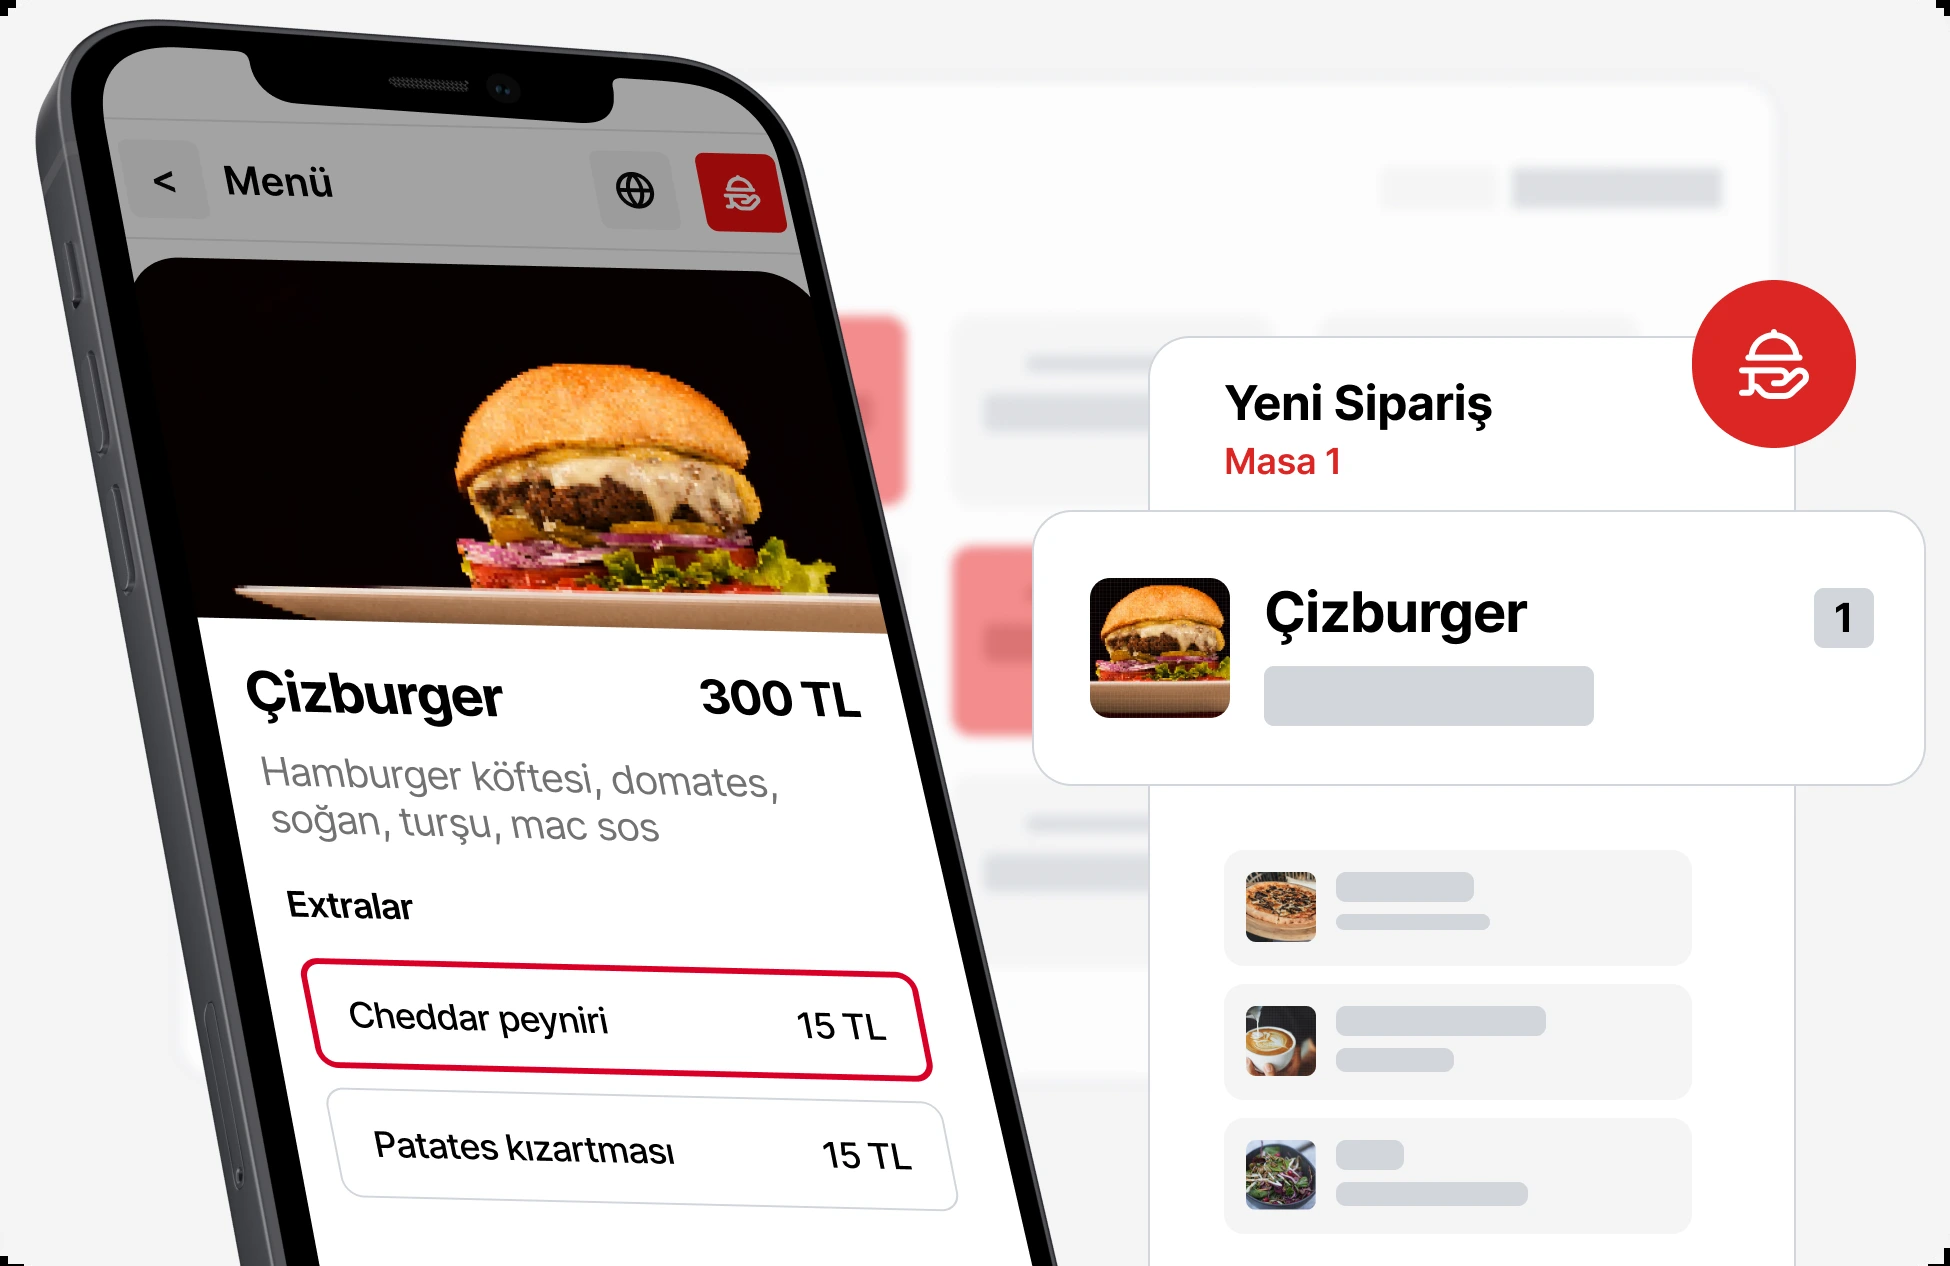 < Menü
Çizburger 300 TL
Hamburger köftesi, domates,
soğan, turşu, mac sos
Extralar
Cheddar peyniri 15 TL
Patates kızartması 15 TL
Yeni Sipariş
Masa 1
Çizburger 1